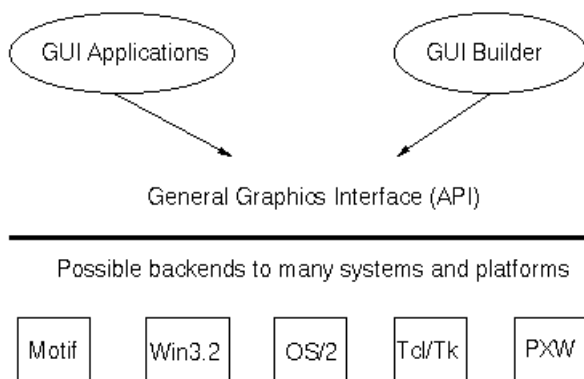 GUI Applications
GUI Builder
General Graphics Interface (API)
Possible backends to many systems and platforms
Motif
Win3.2
OS/2
Tcl/Tk
PXW